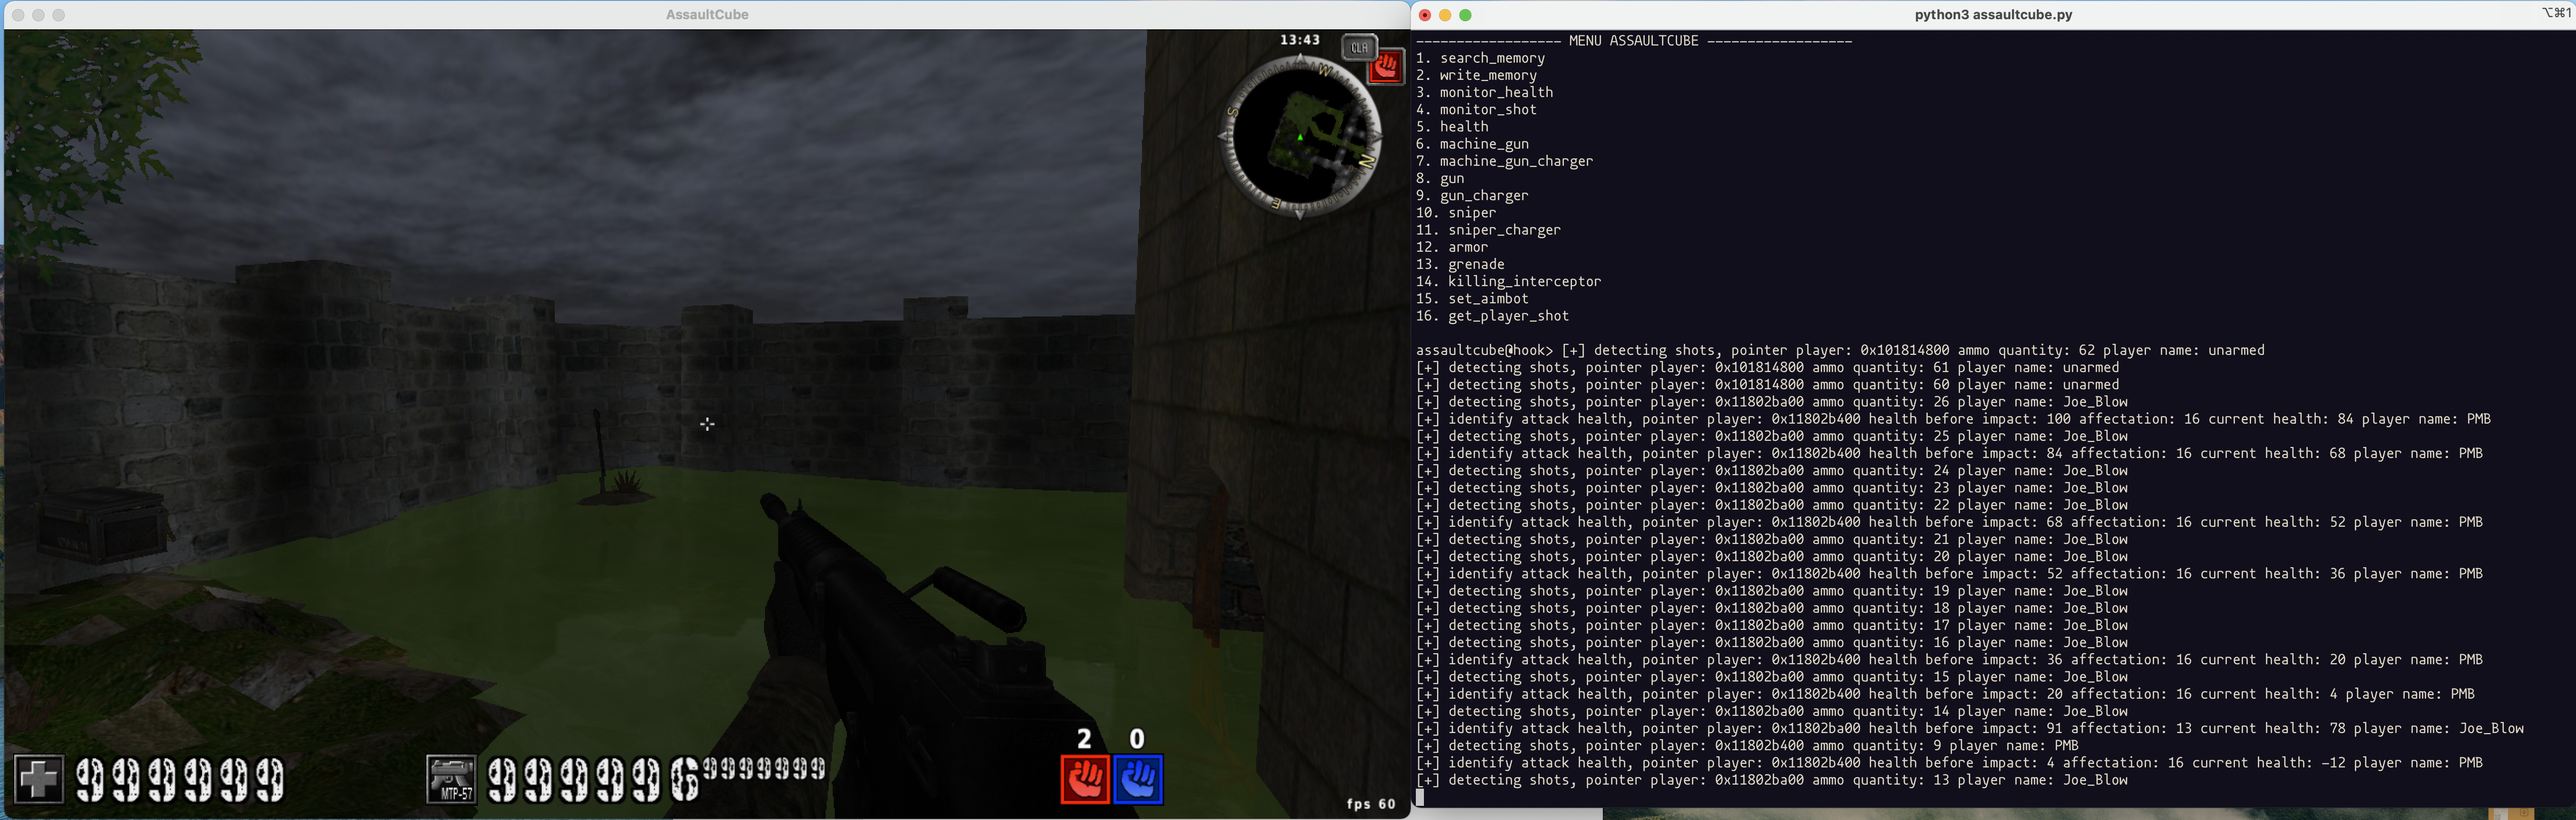 AssaultCube
13:43
CLA
W
S
N
E
999999
MTP-57
999996
9999999
2 0
fps 60
python3 assaultcube.py
⌥⌘1
------------------ MENU ASSAULTCUBE ------------------
1. search_memory
2. write_memory
3. monitor_health
4. monitor_shot
5. health
6. machine_gun
7. machine_gun_charger
8. gun
9. gun_charger
10. sniper
11. sniper_charger
12. armor
13. grenade
14. killing_interceptor
15. set_aimbot
16. get_player_shot
assaultcube@hook> [+] detecting shots, pointer player: 0x101814800 ammo quantity: 62 player name: unarmed
[+] detecting shots, pointer player: 0x101814800 ammo quantity: 61 player name: unarmed
[+] detecting shots, pointer player: 0x101814800 ammo quantity: 60 player name: unarmed
[+] detecting shots, pointer player: 0x11802ba00 ammo quantity: 26 player name: Joe_Blow
[+] identify attack health, pointer player: 0x11802b400 health before impact: 100 affectation: 16 current health: 84 player name: PMB
[+] detecting shots, pointer player: 0x11802ba00 ammo quantity: 25 player name: Joe_Blow
[+] identify attack health, pointer player: 0x11802b400 health before impact: 84 affectation: 16 current health: 68 player name: PMB
[+] detecting shots, pointer player: 0x11802ba00 ammo quantity: 24 player name: Joe_Blow
[+] detecting shots, pointer player: 0x11802ba00 ammo quantity: 23 player name: Joe_Blow
[+] detecting shots, pointer player: 0x11802ba00 ammo quantity: 22 player name: Joe_Blow
[+] identify attack health, pointer player: 0x11802b400 health before impact: 68 affectation: 16 current health: 52 player name: PMB
[+] detecting shots, pointer player: 0x11802ba00 ammo quantity: 21 player name: Joe_Blow
[+] detecting shots, pointer player: 0x11802ba00 ammo quantity: 20 player name: Joe_Blow
[+] identify attack health, pointer player: 0x11802b400 health before impact: 52 affectation: 16 current health: 36 player name: PMB
[+] detecting shots, pointer player: 0x11802ba00 ammo quantity: 19 player name: Joe_Blow
[+] detecting shots, pointer player: 0x11802ba00 ammo quantity: 18 player name: Joe_Blow
[+] detecting shots, pointer player: 0x11802ba00 ammo quantity: 17 player name: Joe_Blow
[+] detecting shots, pointer player: 0x11802ba00 ammo quantity: 16 player name: Joe_Blow
[+] identify attack health, pointer player: 0x11802b400 health before impact: 36 affectation: 16 current health: 20 player name: PMB
[+] detecting shots, pointer player: 0x11802ba00 ammo quantity: 15 player name: Joe_Blow
[+] identify attack health, pointer player: 0x11802b400 health before impact: 20 affectation: 16 current health: 4 player name: PMB
[+] detecting shots, pointer player: 0x11802ba00 ammo quantity: 14 player name: Joe_Blow
[+] identify attack health, pointer player: 0x11802ba00 health before impact: 91 affectation: 13 current health: 78 player name: Joe_Blow
[+] detecting shots, pointer player: 0x11802b400 ammo quantity: 9 player name: PMB
[+] identify attack health, pointer player: 0x11802b400 health before impact: 4 affectation: 16 current health: -12 player name: PMB
[+] detecting shots, pointer player: 0x11802ba00 ammo quantity: 13 player name: Joe_Blow